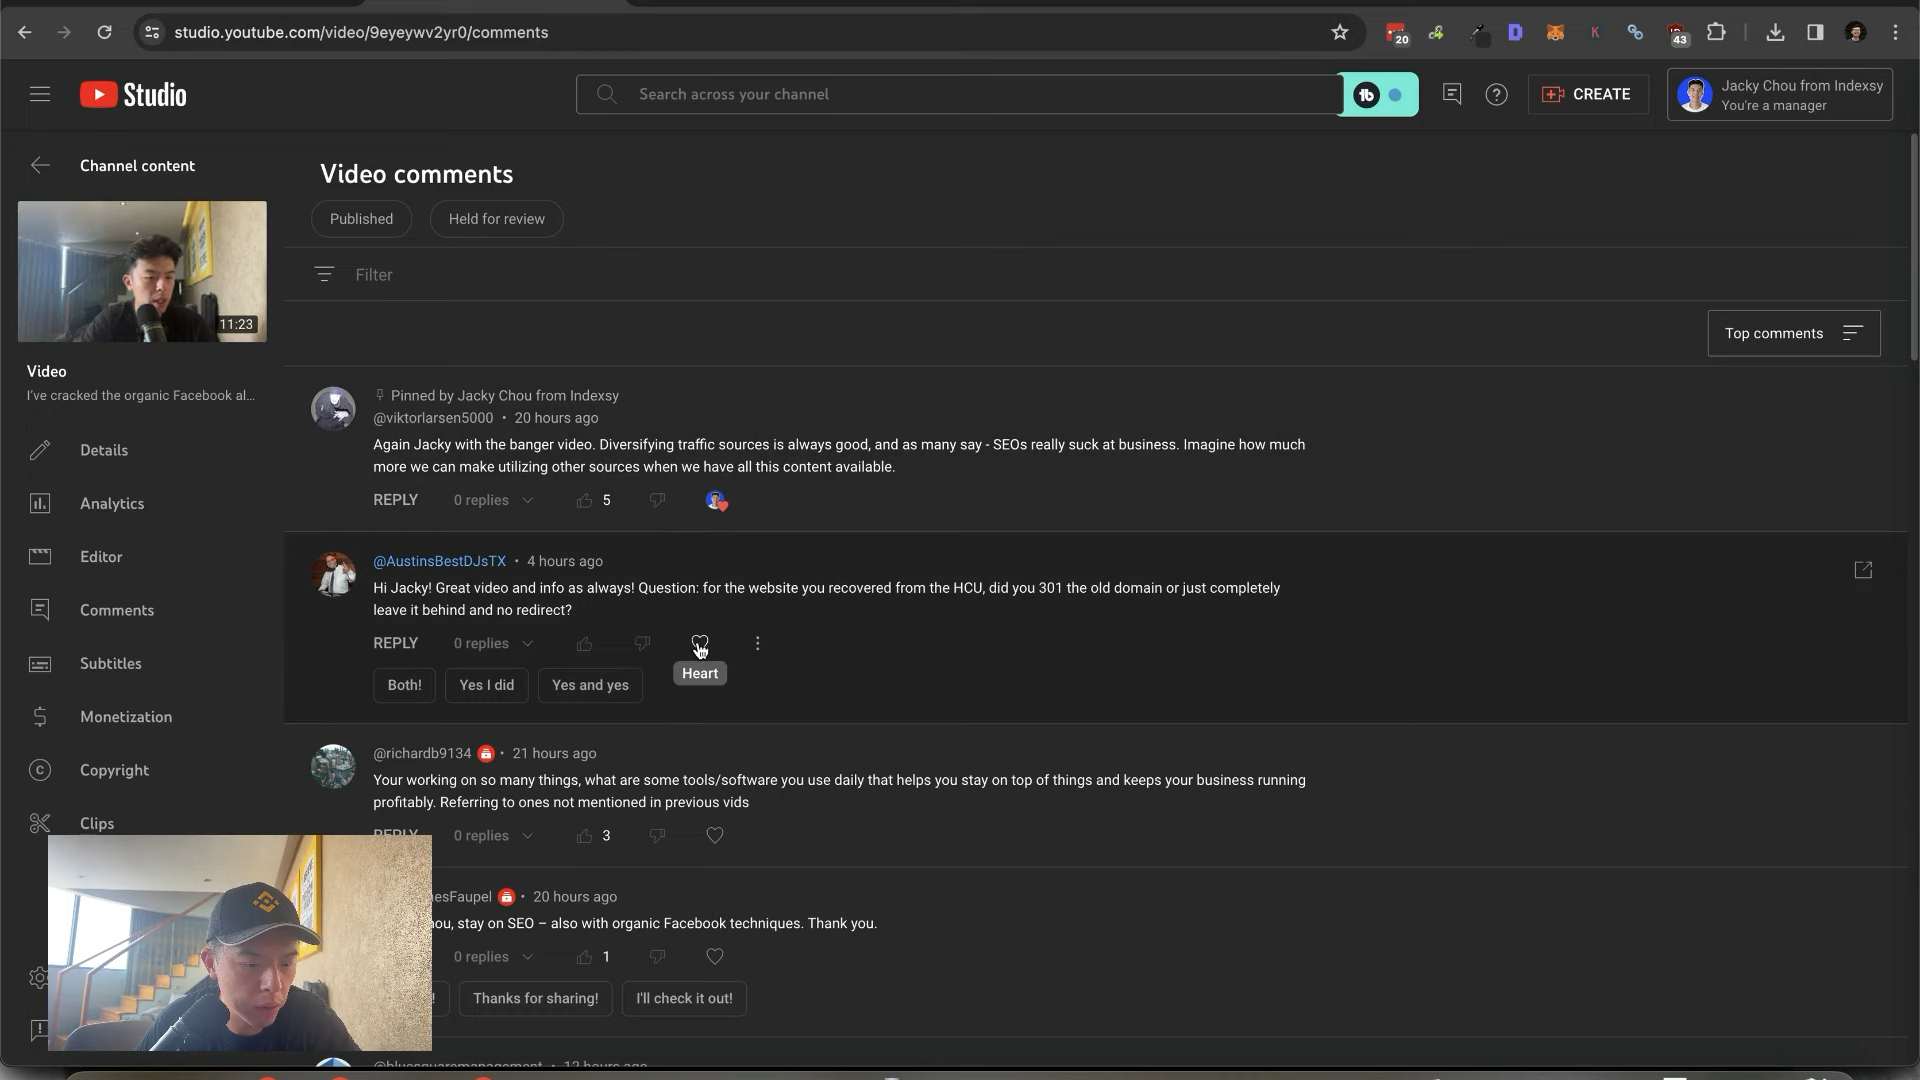 studio.youtube.com/video/9eyeywv2yr0/comments
20
43
Studio
Search across your channel
CREATE
Jacky Chou from Indexsy
You're a manager
Channel content
11:23
Video
I've cracked the organic Facebook al...
Details
Analytics
Editor
Comments
Subtitles
Monetization
Copyright
Clips
Video comments
Published
Held for review
Filter
Top comments
Pinned by Jacky Chou from Indexsy
@viktorlarsen5000 • 20 hours ago
Again Jacky with the banger video. Diversifying traffic sources is always good, and as many say - SEOs really suck at business. Imagine how much
more we can make utilizing other sources when we have all this content available.
REPLY 0 replies 5
@AustinsBestDJsTX • 4 hours ago
Hi Jacky! Great video and info as always! Question: for the website you recovered from the HCU, did you 301 the old domain or just completely
leave it behind and no redirect?
REPLY 0 replies
Heart
Both! Yes I did Yes and yes
@richardb9134 • 21 hours ago
Your working on so many things, what are some tools/software you use daily that helps you stay on top of things and keeps your business running
profitably. Referring to ones not mentioned in previous vids
REPLY 0 replies 3
esFaupel • 20 hours ago
ou, stay on SEO – also with organic Facebook techniques. Thank you.
0 replies 1
! Thanks for sharing! I'll check it out!
@bluesquaremanagement • 12 hours ago